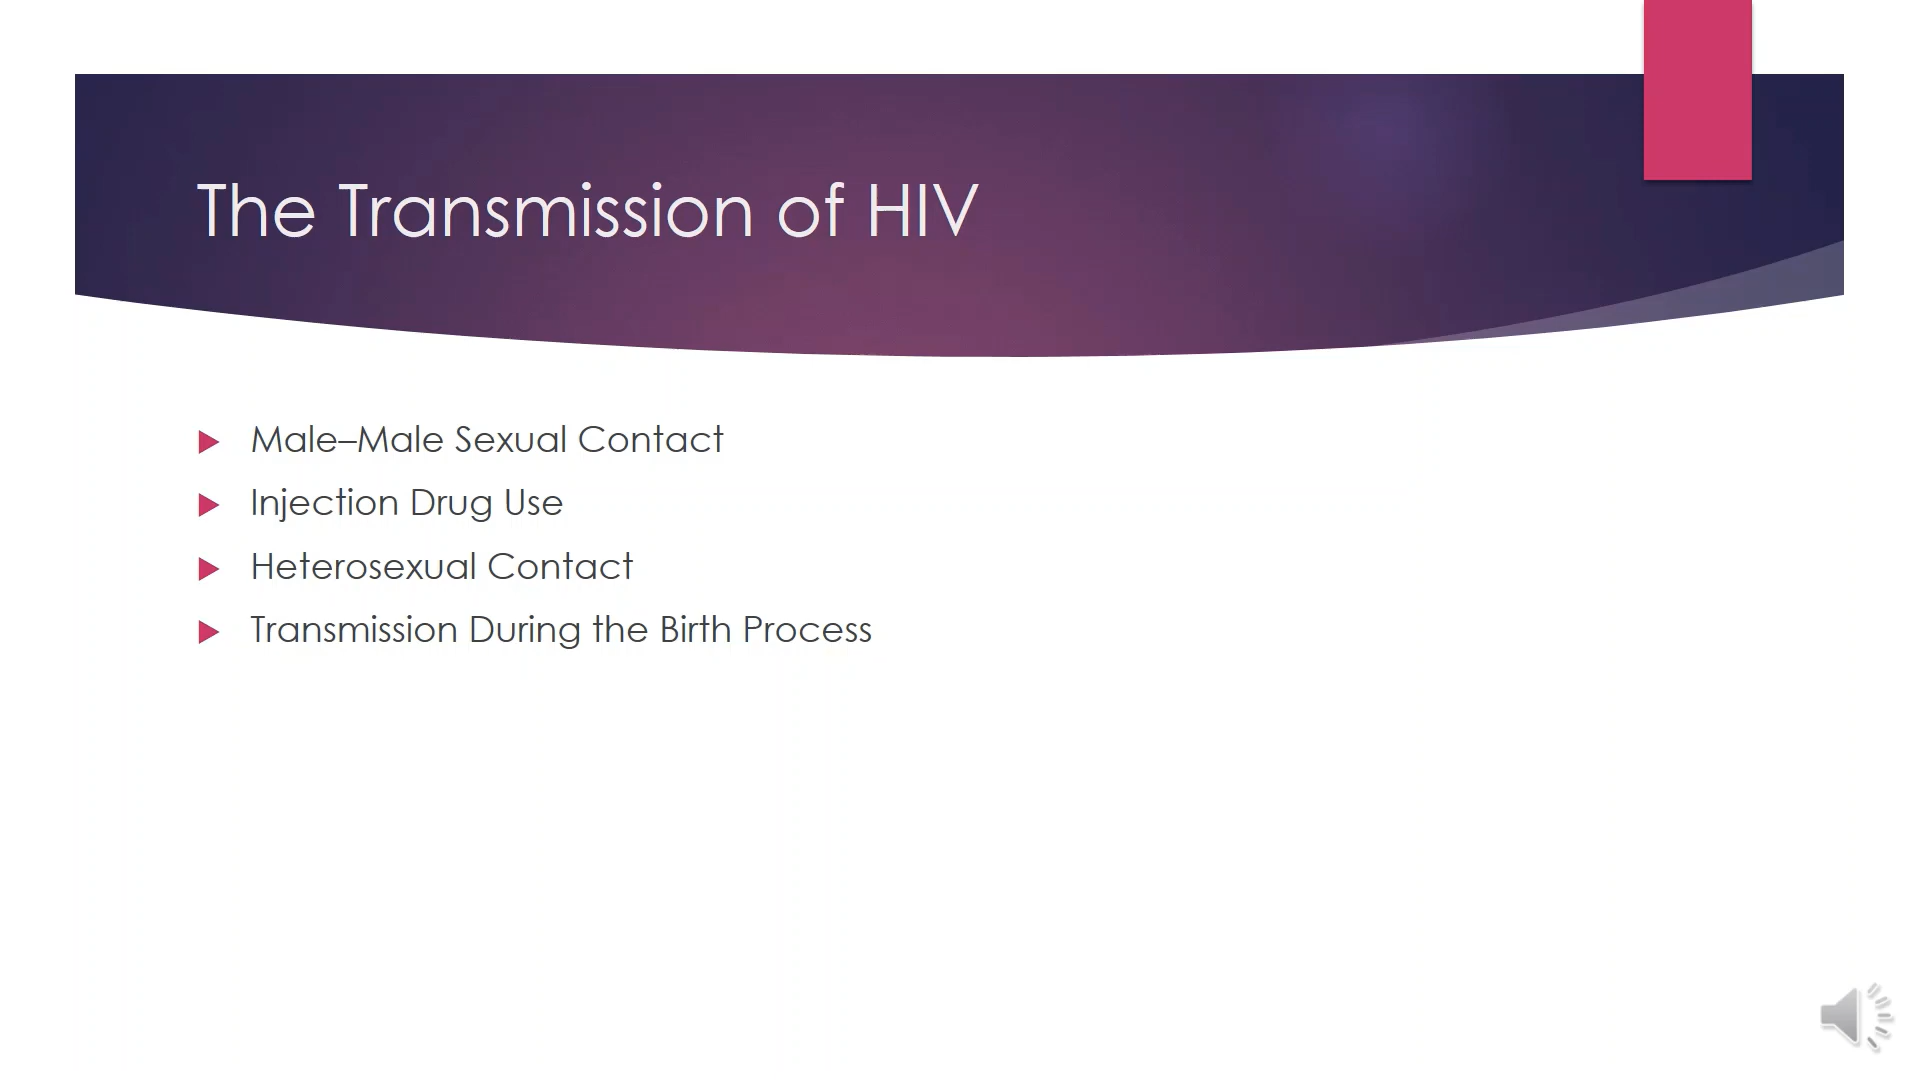 The Transmission of HIV
Male–Male Sexual Contact
Injection Drug Use
Heterosexual Contact
Transmission During the Birth Process